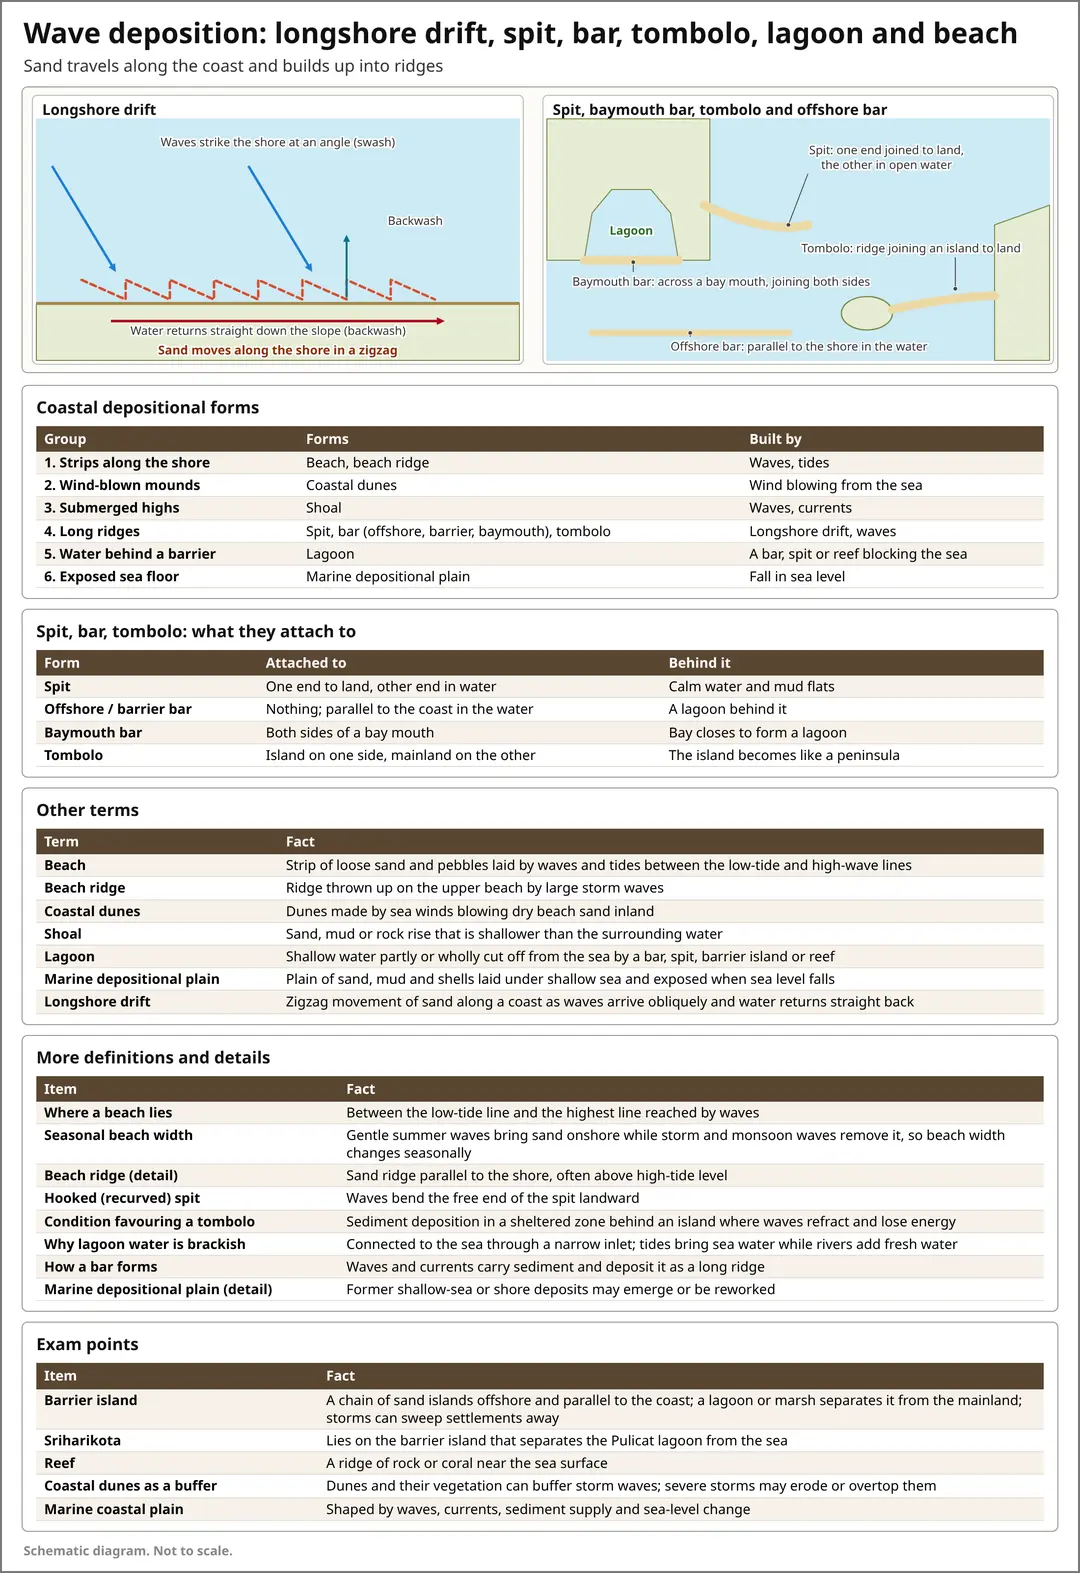 Wave deposition: longshore drift, spit, bar, tombolo, lagoon and beach
Sand travels along the coast and builds up into ridges
Longshore drift
Waves strike the shore at an angle (swash)
Backwash
Water returns straight down the slope (backwash)
Sand moves along the shore in a zigzag
Spit, baymouth bar, tombolo and offshore bar
Spit: one end joined to land,
the other in open water
Lagoon
Tombolo: ridge joining an island to land
Baymouth bar: across a bay mouth, joining both sides
Offshore bar: parallel to the shore in the water
Coastal depositional forms
Group Forms Built by
1. Strips along the shore Beach, beach ridge Waves, tides
2. Wind-blown mounds Coastal dunes Wind blowing from the sea
3. Submerged highs Shoal Waves, currents
4. Long ridges Spit, bar (offshore, barrier, baymouth), tombolo Longshore drift, waves
5. Water behind a barrier Lagoon A bar, spit or reef blocking the sea
6. Exposed sea floor Marine depositional plain Fall in sea level
Spit, bar, tombolo: what they attach to
Form Attached to Behind it
Spit One end to land, other end in water Calm water and mud flats
Offshore / barrier bar Nothing; parallel to the coast in the water A lagoon behind it
Baymouth bar Both sides of a bay mouth Bay closes to form a lagoon
Tombolo Island on one side, mainland on the other The island becomes like a peninsula
Other terms
Term Fact
Beach Strip of loose sand and pebbles laid by waves and tides between the low-tide and high-wave lines
Beach ridge Ridge thrown up on the upper beach by large storm waves
Coastal dunes Dunes made by sea winds blowing dry beach sand inland
Shoal Sand, mud or rock rise that is shallower than the surrounding water
Lagoon Shallow water partly or wholly cut off from the sea by a bar, spit, barrier island or reef
Marine depositional plain Plain of sand, mud and shells laid under shallow sea and exposed when sea level falls
Longshore drift Zigzag movement of sand along a coast as waves arrive obliquely and water returns straight back
More definitions and details
Item Fact
Where a beach lies Between the low-tide line and the highest line reached by waves
Seasonal beach width Gentle summer waves bring sand onshore while storm and monsoon waves remove it, so beach width
changes seasonally
Beach ridge (detail) Sand ridge parallel to the shore, often above high-tide level
Hooked (recurved) spit Waves bend the free end of the spit landward
Condition favouring a tombolo Sediment deposition in a sheltered zone behind an island where waves refract and lose energy
Why lagoon water is brackish Connected to the sea through a narrow inlet; tides bring sea water while rivers add fresh water
How a bar forms Waves and currents carry sediment and deposit it as a long ridge
Marine depositional plain (detail) Former shallow-sea or shore deposits may emerge or be reworked
Exam points
Item Fact
Barrier island A chain of sand islands offshore and parallel to the coast; a lagoon or marsh separates it from the mainland;
storms can sweep settlements away
Sriharikota Lies on the barrier island that separates the Pulicat lagoon from the sea
Reef A ridge of rock or coral near the sea surface
Coastal dunes as a buffer Dunes and their vegetation can buffer storm waves; severe storms may erode or overtop them
Marine coastal plain Shaped by waves, currents, sediment supply and sea-level change
Schematic diagram. Not to scale.